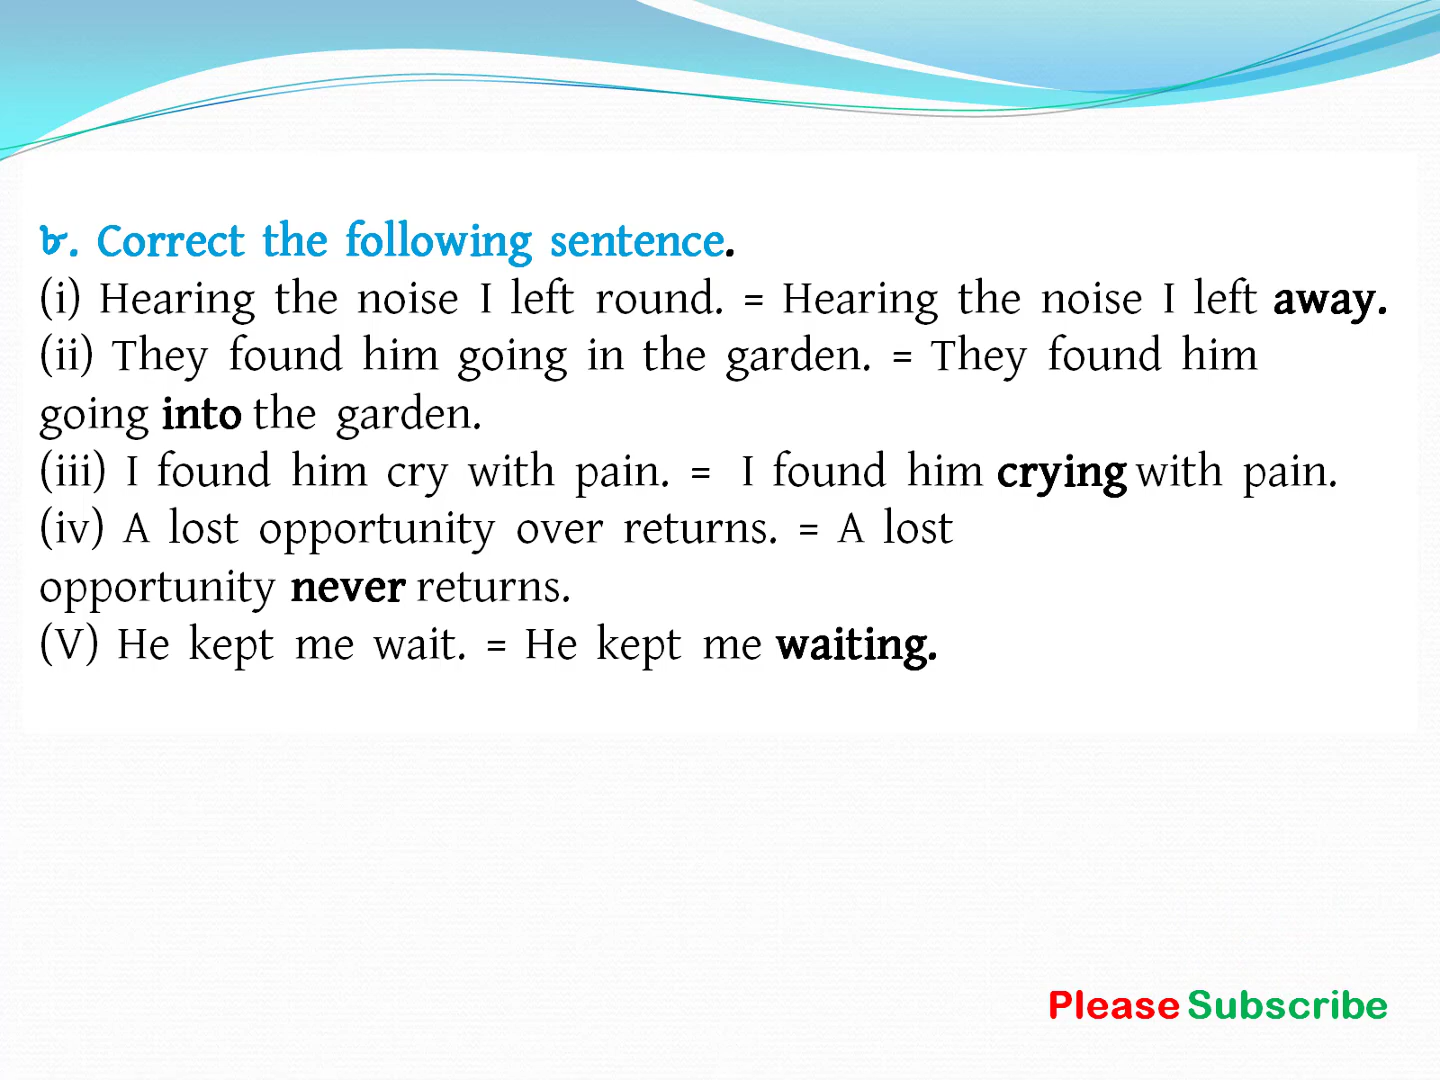 ৮. Correct the following sentence.
(i) Hearing the noise I left round. = Hearing the noise I left away.
(ii) They found him going in the garden. = They found him
going into the garden.
(iii) I found him cry with pain. = I found him crying with pain.
(iv) A lost opportunity over returns. = A lost
opportunity never returns.
(V) He kept me wait. = He kept me waiting.
Please Subscribe